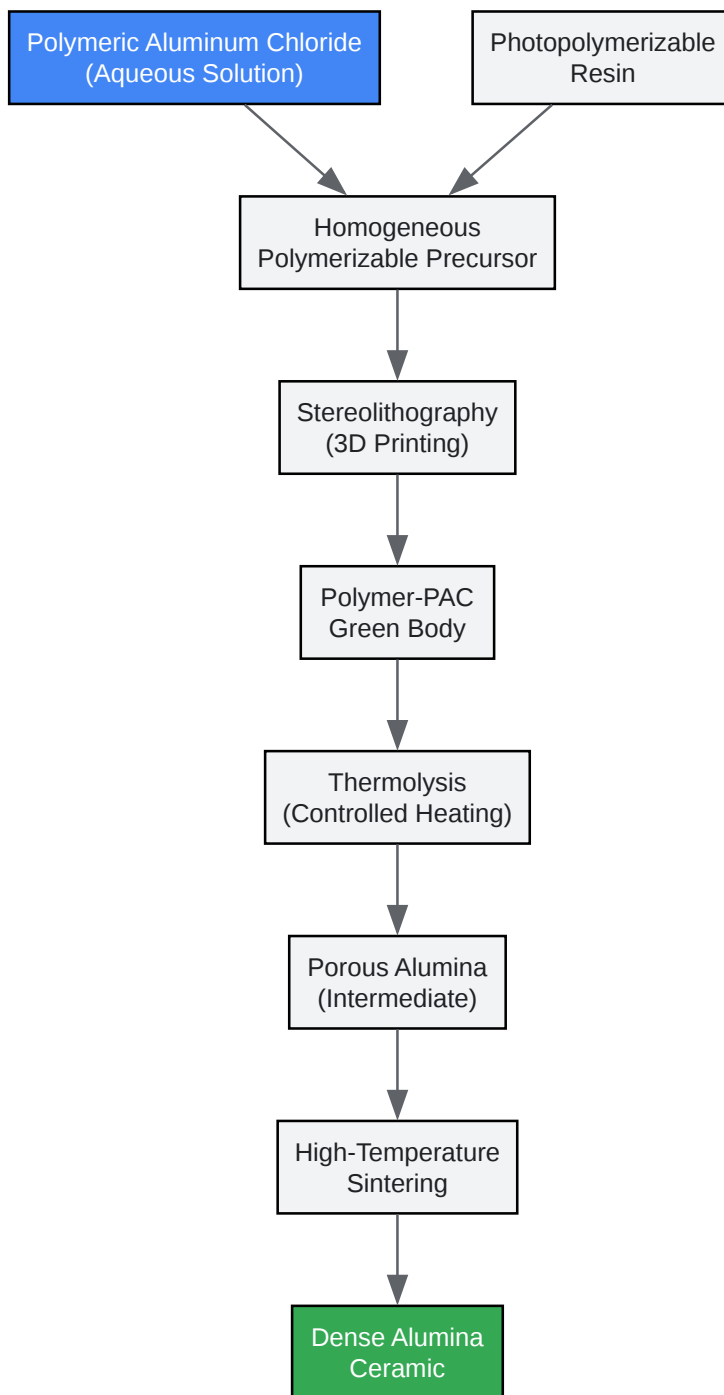 Polymeric Aluminum Chloride
(Aqueous Solution)
Photopolymerizable
Resin
Homogeneous
Polymerizable Precursor
Stereolithography
(3D Printing)
Polymer-PAC
Green Body
Thermolysis
(Controlled Heating)
Porous Alumina
(Intermediate)
High-Temperature
Sintering
Dense Alumina
Ceramic